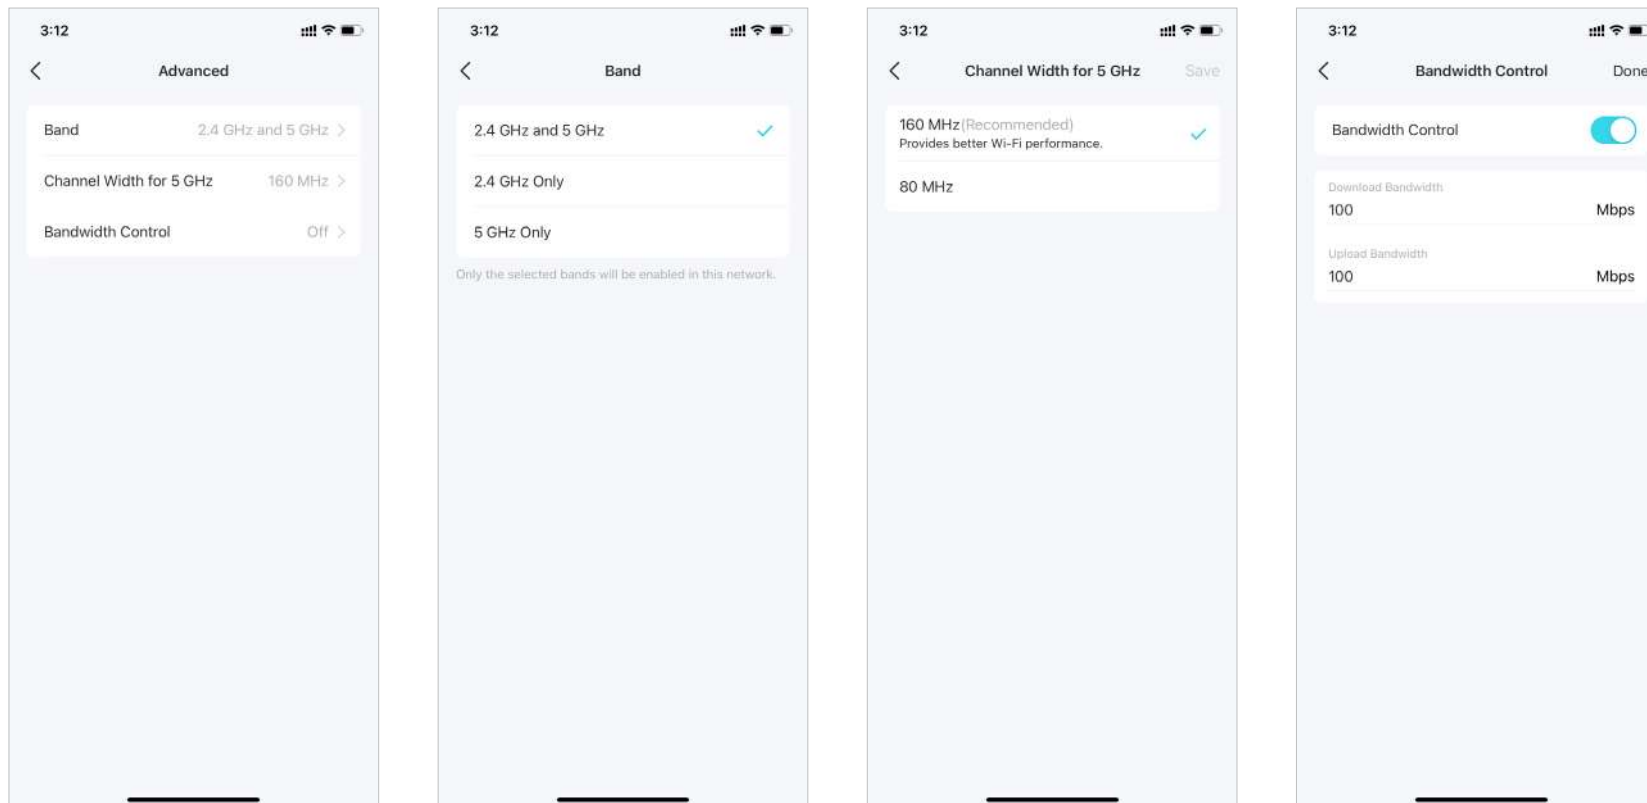 3:12
Advanced
Band 2.4 GHz and 5 GHz >
Channel Width for 5 GHz 160 MHz >
Bandwidth Control Off >
3:12
Band
2.4 GHz and 5 GHz
2.4 GHz Only
5 GHz Only
Only the selected bands will be enabled in this network.
3:12
Channel Width for 5 GHz Save
160 MHz(Recommended)
Provides better Wi-Fi performance.
80 MHz
3:12
Bandwidth Control Done
Bandwidth Control
Download Bandwidth
100 Mbps
Upload Bandwidth
100 Mbps